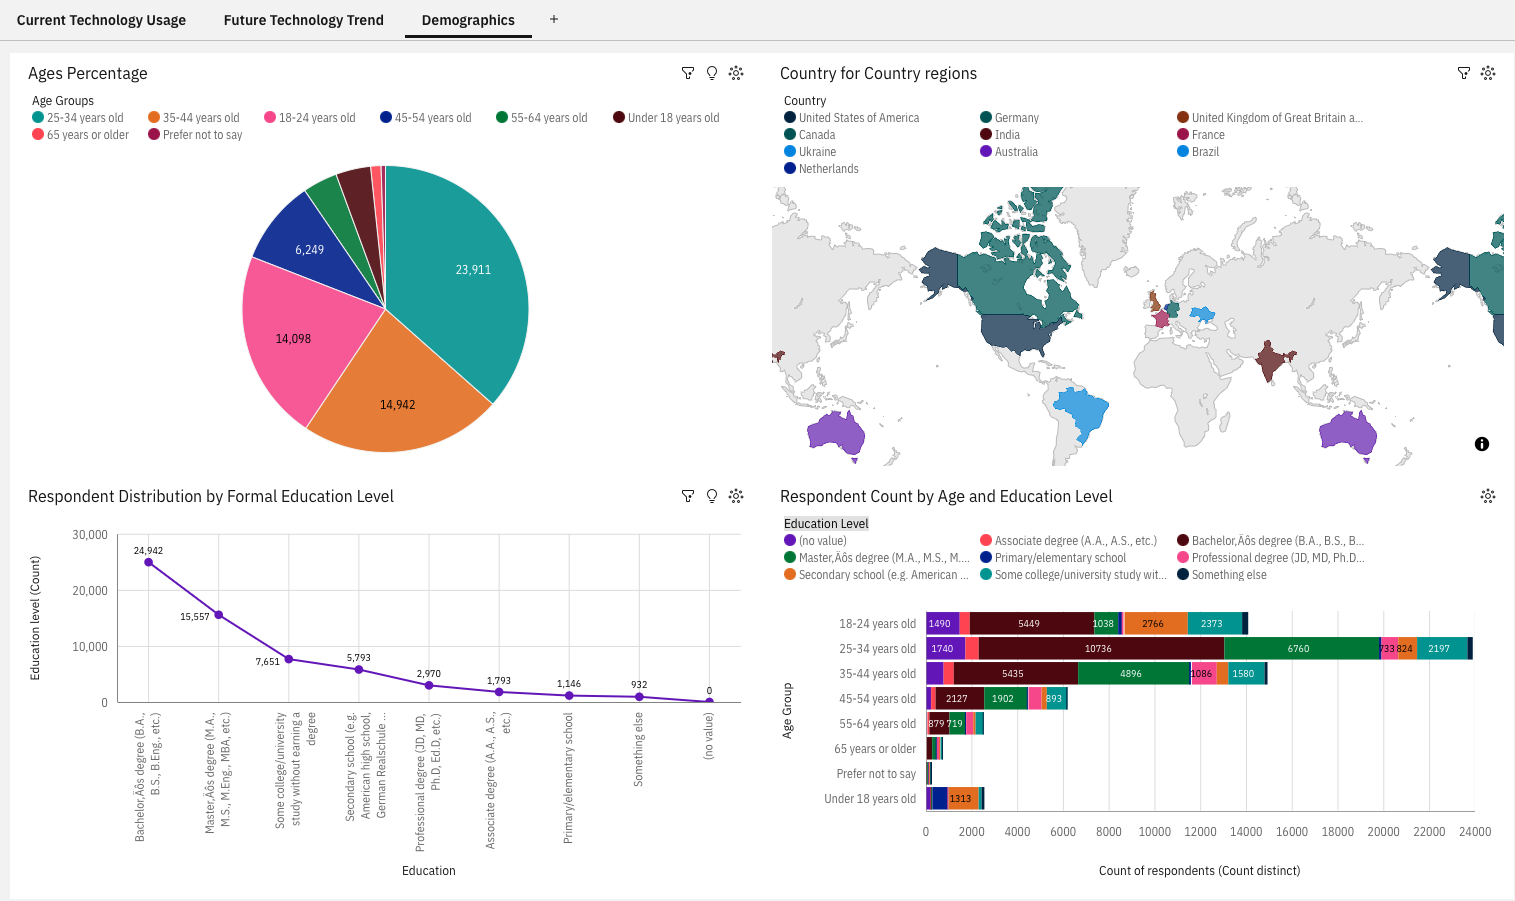 Current Technology Usage Future Technology Trend Demographics +
Ages Percentage
Age Groups
25-34 years old 35-44 years old 18-24 years old 45-54 years old 55-64 years old Under 18 years old
65 years or older Prefer not to say
23,911
6,249
14,098
14,942
Country for Country regions
Country
United States of America Germany United Kingdom of Great Britain a...
Canada India France
Ukraine Australia Brazil
Netherlands
Respondent Distribution by Formal Education Level
Education level (Count)
30,000
20,000
10,000
0
24,942
15,557
7,651
5,793
2,970
1,793
1,146
932
0
Bachelor‚Äôs degree (B.A.,
B.S., B.Eng., etc.)
Master‚Äôs degree (M.A.,
M.S., M.Eng., MBA, etc.)
Some college/university
study without earning a
degree
Secondary school (e.g.
American high school,
German Realschule ...
Professional degree (JD, MD,
Ph.D, Ed.D, etc.)
Associate degree (A.A., A.S.,
etc.)
Primary/elementary school
Something else
(no value)
Education
Respondent Count by Age and Education Level
Education Level
(no value) Associate degree (A.A., A.S., etc.) Bachelor‚Äôs degree (B.A., B.S., B...
Master‚Äôs degree (M.A., M.S., M.... Primary/elementary school Professional degree (JD, MD, Ph.D...
Secondary school (e.g. American ... Some college/university study wit... Something else
Age Group
18-24 years old 1490 5449 1038 2766 2373
25-34 years old 1740 10736 6760 733 824 2197
35-44 years old 5435 4896 1086 1580
45-54 years old 2127 1902 893
55-64 years old 879 719
65 years or older
Prefer not to say
Under 18 years old 1313
0 2000 4000 6000 8000 10000 12000 14000 16000 18000 20000 22000 24000
Count of respondents (Count distinct)